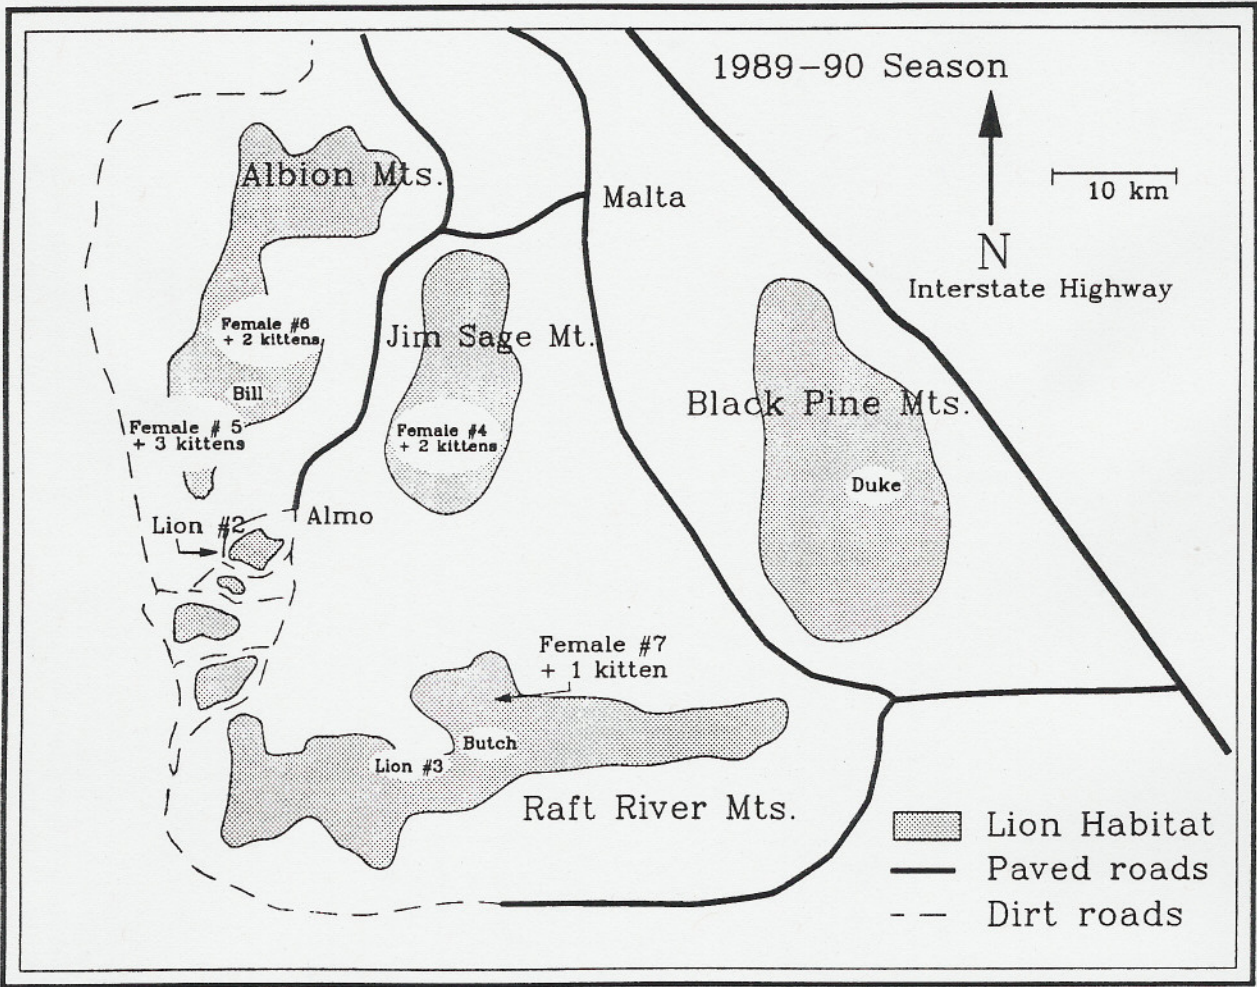 1989-90 Season
Albion Mts.
Malta
10 km
N
Interstate Highway
Female #6
+ 2 kittens
Jim Sage Mt.
Bill
Black Pine Mts.
Female # 5
+ 3 kittens
Female #4
+ 2 kittens
Duke
Lion #2
Almo
Female #7
+ 1 kitten
Butch
Lion #3
Raft River Mts.
Lion Habitat
Paved roads
Dirt roads